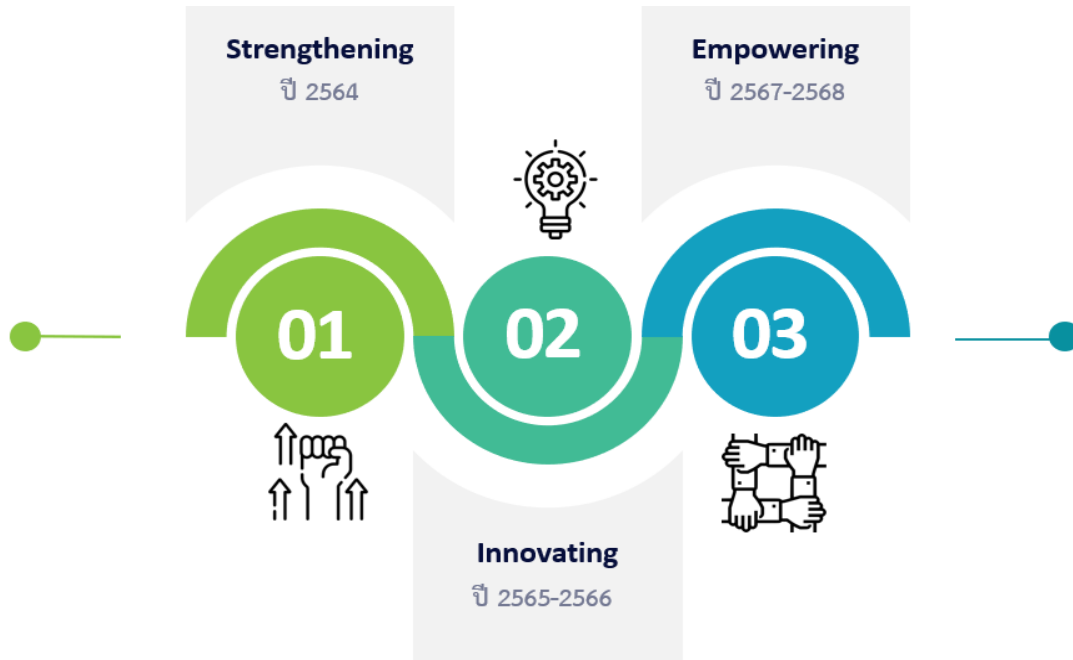 Strengthening
ปี 2564
Empowering
ปี 2567-2568
01
02
03
Innovating
ปี 2565-2566